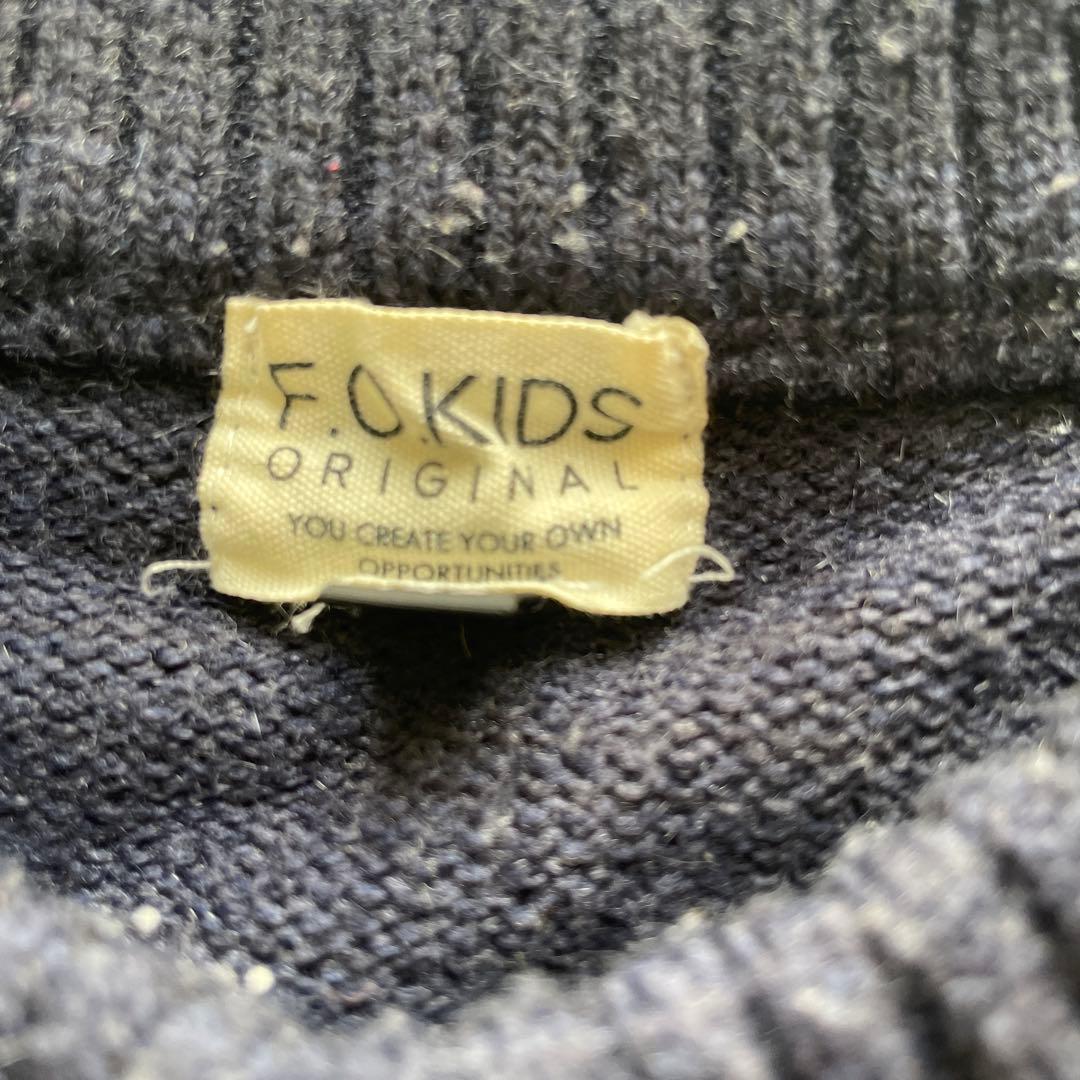 F.O.KIDS
ORIGINAL
YOU CREATE YOUR OWN
OPPORTUNITIES